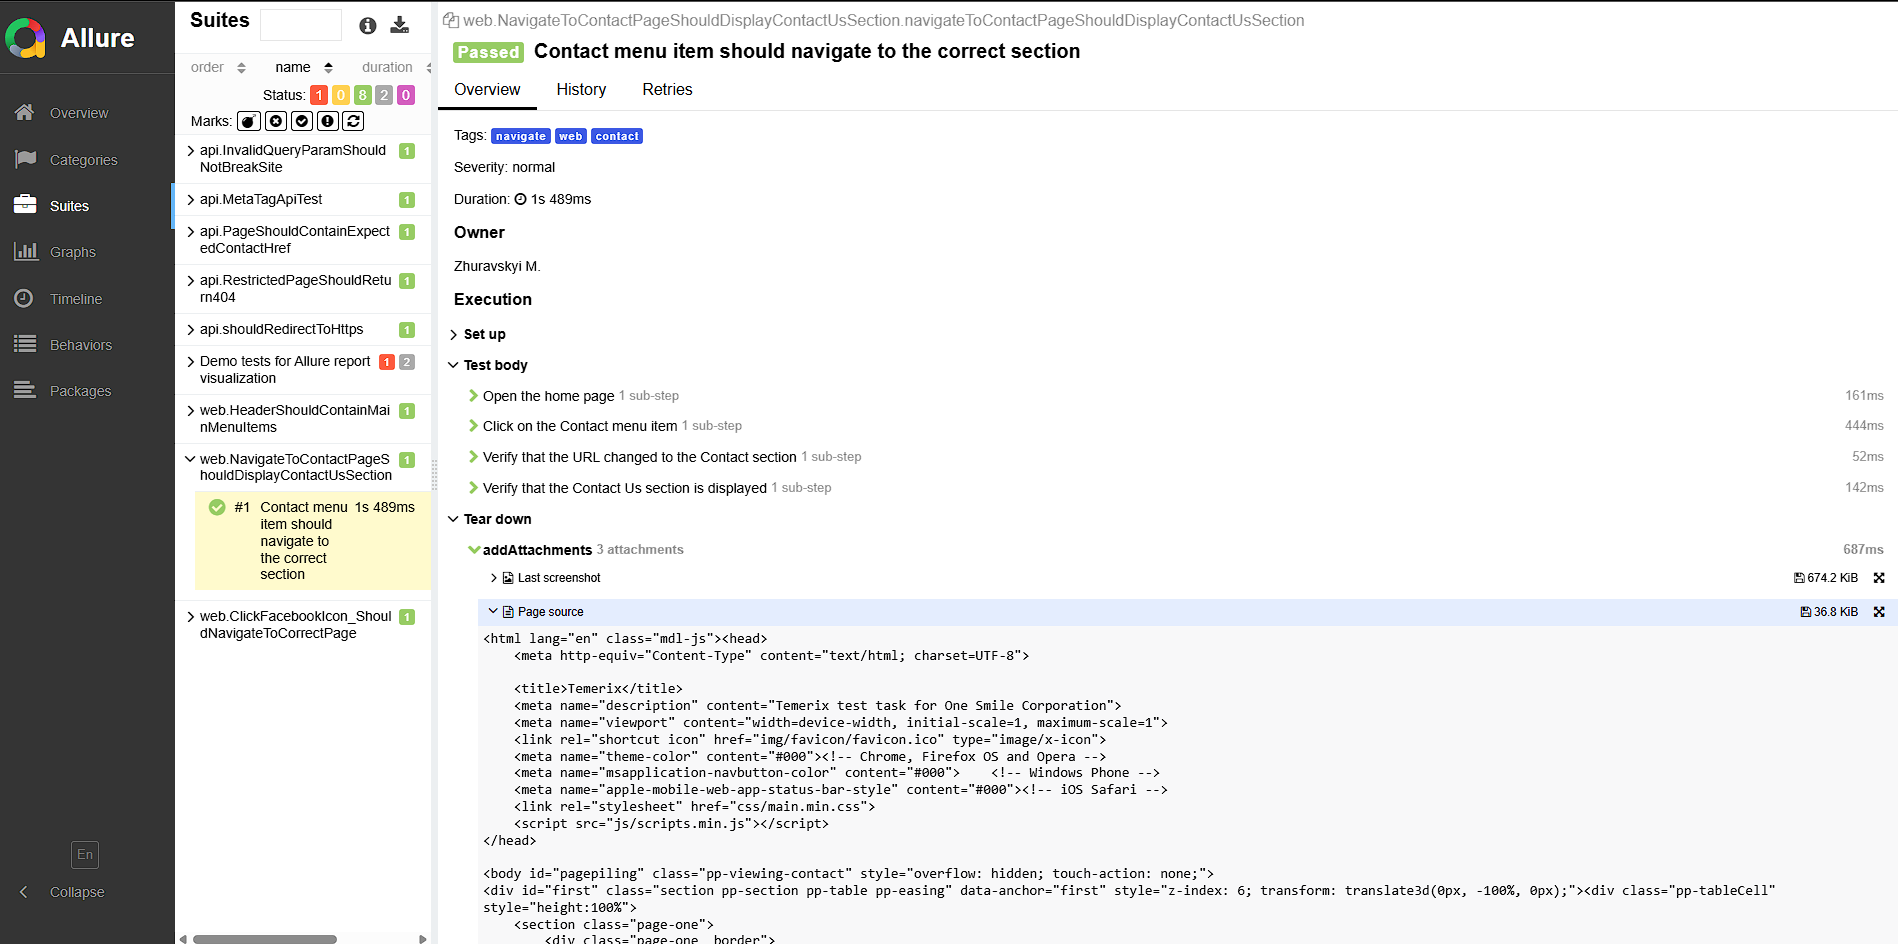 Allure
Overview
Categories
Suites
Graphs
Timeline
Behaviors
Packages
En
Collapse
Suites
order name duration
Status: 1 0 8 2 0
Marks:
api.InvalidQueryParamShould
NotBreakSite
1
api.MetaTagApiTest
1
api.PageShouldContainExpect
edContactHref
1
api.RestrictedPageShouldRetu
rn404
1
api.shouldRedirectToHttps
1
Demo tests for Allure report
visualization
1 2
web.HeaderShouldContainMai
nMenuItems
1
web.NavigateToContactPageS
houldDisplayContactUsSection
1
#1 Contact menu 1s 489ms
item should
navigate to
the correct
section
web.ClickFacebookIcon_Shoul
dNavigateToCorrectPage
1
web.NavigateToContactPageShouldDisplayContactUsSection.navigateToContactPageShouldDisplayContactUsSection
Passed Contact menu item should navigate to the correct section
Overview History Retries
Tags: navigate web contact
Severity: normal
Duration: 1s 489ms
Owner
Zhuravskyi M.
Execution
Set up
Test body
Open the home page 1 sub-step 161ms
Click on the Contact menu item 1 sub-step 444ms
Verify that the URL changed to the Contact section 1 sub-step 52ms
Verify that the Contact Us section is displayed 1 sub-step 142ms
Tear down
addAttachments 3 attachments 687ms
Last screenshot 674.2 KiB
Page source 36.8 KiB
<html lang="en" class="mdl-js"><head>
<meta http-equiv="Content-Type" content="text/html; charset=UTF-8">
<title>Temerix</title>
<meta name="description" content="Temerix test task for One Smile Corporation">
<meta name="viewport" content="width=device-width, initial-scale=1, maximum-scale=1">
<link rel="shortcut icon" href="img/favicon/favicon.ico" type="image/x-icon">
<meta name="theme-color" content="#000"><!-- Chrome, Firefox OS and Opera -->
<meta name="msapplication-navbutton-color" content="#000"> <!-- Windows Phone -->
<meta name="apple-mobile-web-app-status-bar-style" content="#000"><!-- iOS Safari -->
<link rel="stylesheet" href="css/main.min.css">
<script src="js/scripts.min.js"></script>
</head>
<body id="pagepiling" class="pp-viewing-contact" style="overflow: hidden; touch-action: none;">
<div id="first" class="section pp-section pp-table pp-easing" data-anchor="first" style="z-index: 6; transform: translate3d(0px, -100%, 0px);"><div class="pp-tableCell"
style="height:100%">
<section class="page-one">
<div class="page-one__border">